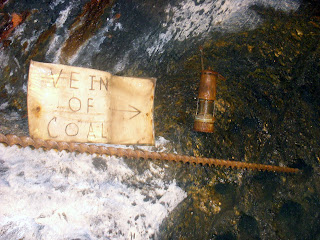 VEIN
OF →
COAL